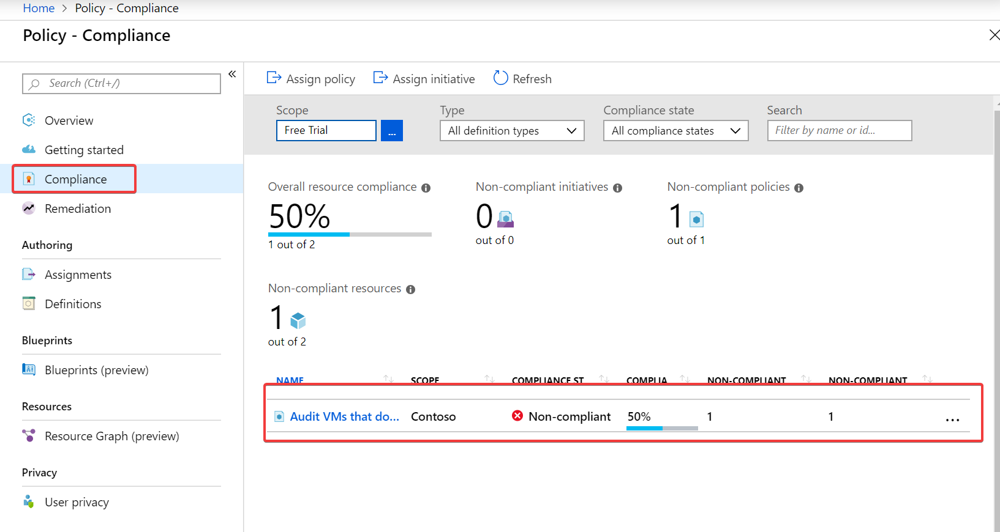 Home > Policy - Compliance
Policy - Compliance
Search (Ctrl+/)
«
Overview
Getting started
Compliance
Remediation
Authoring
Assignments
Definitions
Blueprints
Blueprints (preview)
Resources
Resource Graph (preview)
Privacy
User privacy
Assign policy Assign initiative Refresh
Scope Type Compliance state Search
Free Trial ... All definition types All compliance states Filter by name or id...
Overall resource compliance Non-compliant initiatives Non-compliant policies
50% 0 1
1 out of 2 out of 0 out of 1
Non-compliant resources
1
out of 2
NAME SCOPE COMPLIANCE ST COMPLIA NON-COMPLIANT NON-COMPLIANT
Audit VMs that do... Contoso Non-compliant 50% 1 1 ...